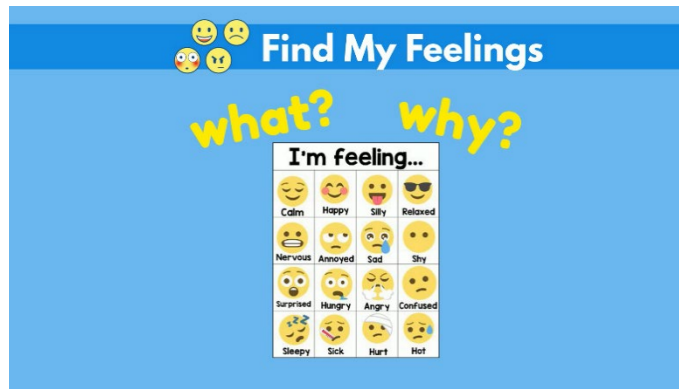 Find My Feelings
what? why?
I'm feeling...
Calm Happy Silly Relaxed
Nervous Annoyed Sad Shy
Surprised Hungry Angry Confused
Sleepy Sick Hurt Hot